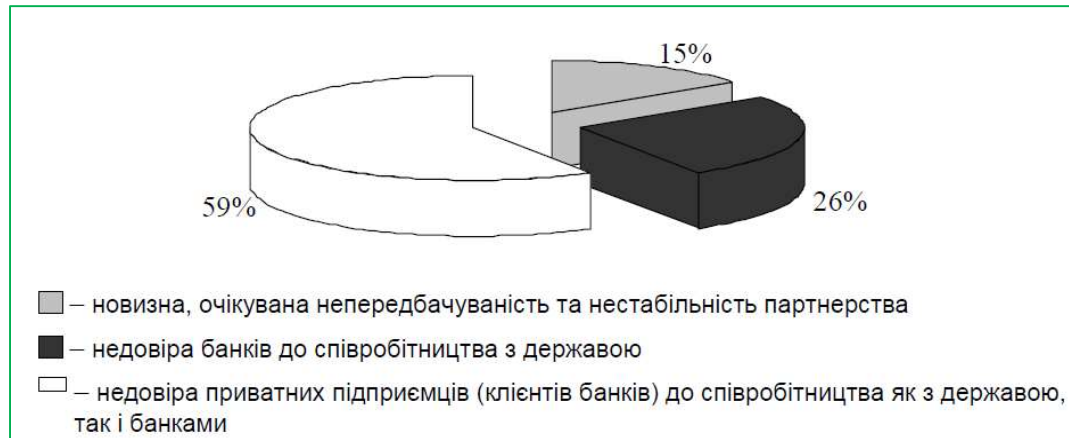 15%
59%
26%
– новизна, очікувана непередбачуваність та нестабільність партнерства
– недовіра банків до співробітництва з державою
– недовіра приватних підприємців (клієнтів банків) до співробітництва як з державою,
так і банками